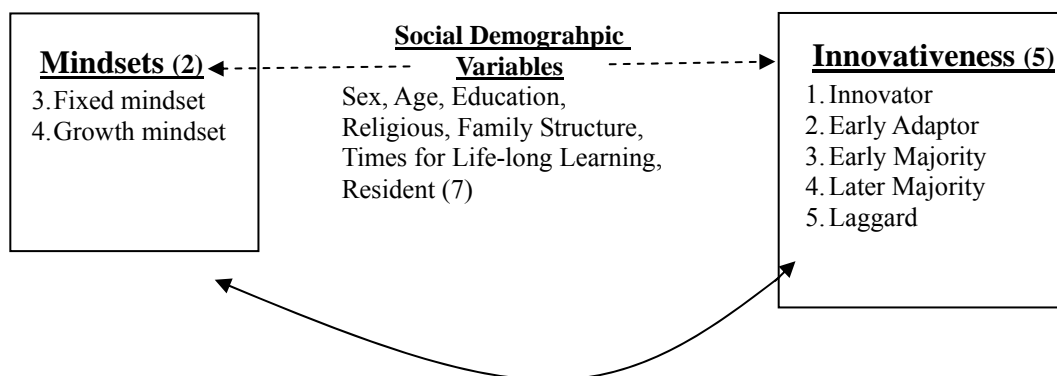 Mindsets (2)
3. Fixed mindset
4. Growth mindset
Social Demograhpic
Variables
Sex, Age, Education,
Religious, Family Structure,
Times for Life-long Learning,
Resident (7)
Innovativeness (5)
1. Innovator
2. Early Adaptor
3. Early Majority
4. Later Majority
5. Laggard